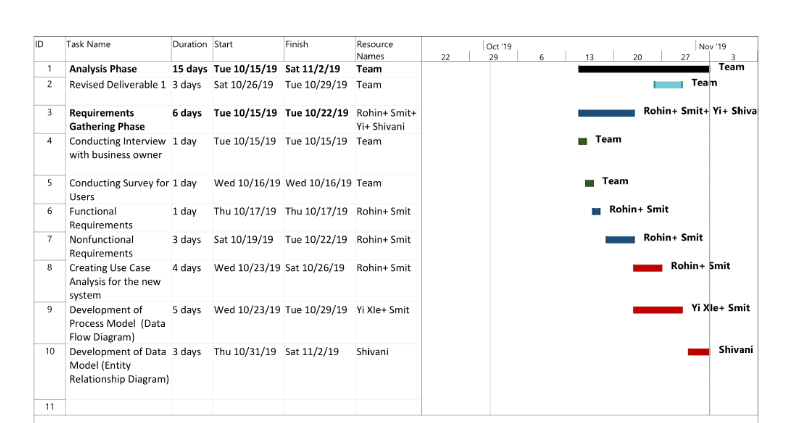 ID Task Name Duration Start Finish Resource Names
Oct '19 Nov '19
22 29 6 13 20 27 3
1 Analysis Phase 15 days Tue 10/15/19 Sat 11/2/19 Team Team
2 Revised Deliverable 1 3 days Sat 10/26/19 Tue 10/29/19 Team Team
3 Requirements 6 days Tue 10/15/19 Tue 10/22/19 Rohin+ Smit+ Rohin+ Smit+ Yi+ Shiva
Gathering Phase Yi+ Shivani
4 Conducting Interview 1 day Tue 10/15/19 Tue 10/15/19 Team Team
with business owner
5 Conducting Survey for 1 day Wed 10/16/19 Wed 10/16/19 Team Team
Users
6 Functional 1 day Thu 10/17/19 Thu 10/17/19 Rohin+ Smit Rohin+ Smit
Requirements
7 Nonfunctional 3 days Sat 10/19/19 Tue 10/22/19 Rohin+ Smit Rohin+ Smit
Requirements
8 Creating Use Case 4 days Wed 10/23/19 Sat 10/26/19 Rohin+ Smit Rohin+ Smit
Analysis for the new
system
9 Development of 5 days Wed 10/23/19 Tue 10/29/19 Yi XIe+ Smit Yi XIe+ Smit
Process Model (Data
Flow Diagram)
10 Development of Data 3 days Thu 10/31/19 Sat 11/2/19 Shivani Shivani
Model (Entity
Relationship Diagram)
11